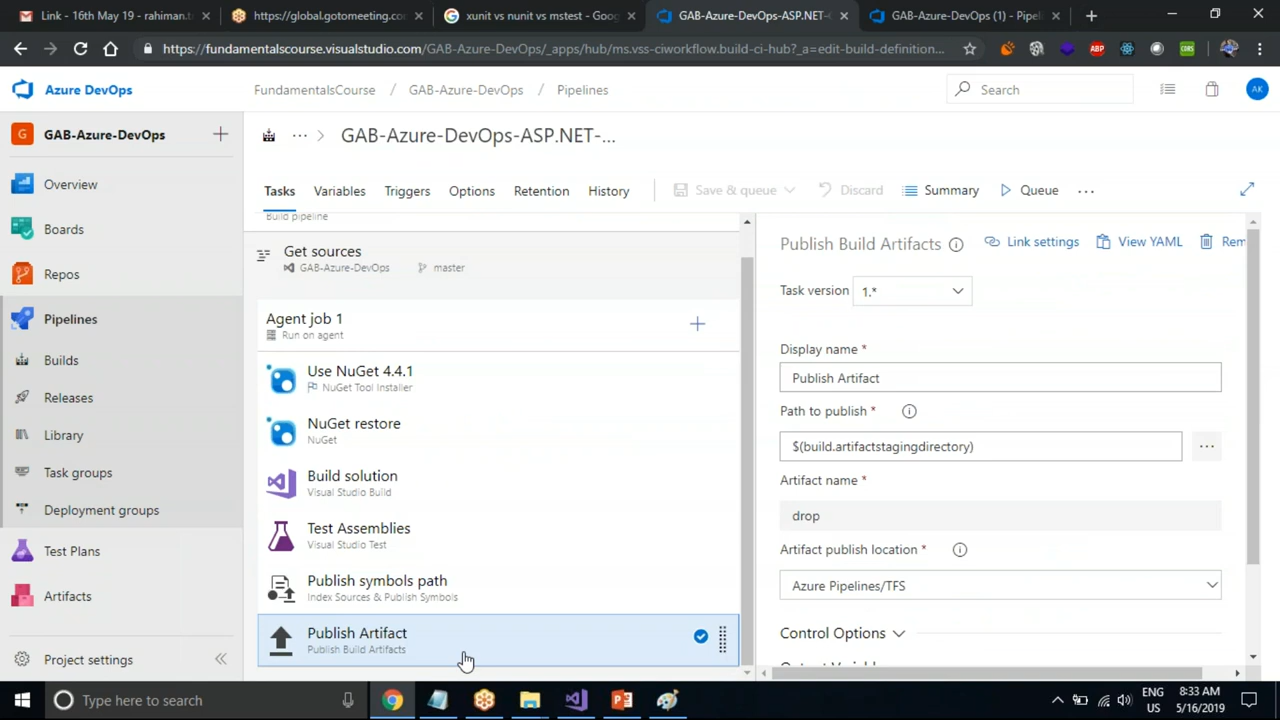 Link - 16th May 19 - rahiman.t
https://global.gotomeeting.co
xunit vs nunit vs mstest - Goog
GAB-Azure-DevOps-ASP.NET-
GAB-Azure-DevOps (1) - Pipel
https://fundamentalscourse.visualstudio.com/GAB-Azure-DevOps/_apps/hub/ms.vss-ciworkflow.build-ci-hub?_a=edit-build-definition...
ABP
CORS
Azure DevOps
FundamentalsCourse / GAB-Azure-DevOps / Pipelines
Search
AK
G GAB-Azure-DevOps
Overview
Boards
Repos
Pipelines
Builds
Releases
Library
Task groups
Deployment groups
Test Plans
Artifacts
Project settings
GAB-Azure-DevOps-ASP.NET-...
Tasks Variables Triggers Options Retention History
Save & queue Discard Summary Queue
Build pipeline
Get sources
GAB-Azure-DevOps master
Agent job 1
Run on agent
Use NuGet 4.4.1
NuGet Tool Installer
NuGet restore
NuGet
Build solution
Visual Studio Build
Test Assemblies
Visual Studio Test
Publish symbols path
Index Sources & Publish Symbols
Publish Artifact
Publish Build Artifacts
Publish Build Artifacts
Link settings View YAML Rem
Task version 1.*
Display name *
Publish Artifact
Path to publish *
$(build.artifactstagingdirectory)
Artifact name *
drop
Artifact publish location *
Azure Pipelines/TFS
Control Options
Type here to search
ENG
US
8:33 AM
5/16/2019